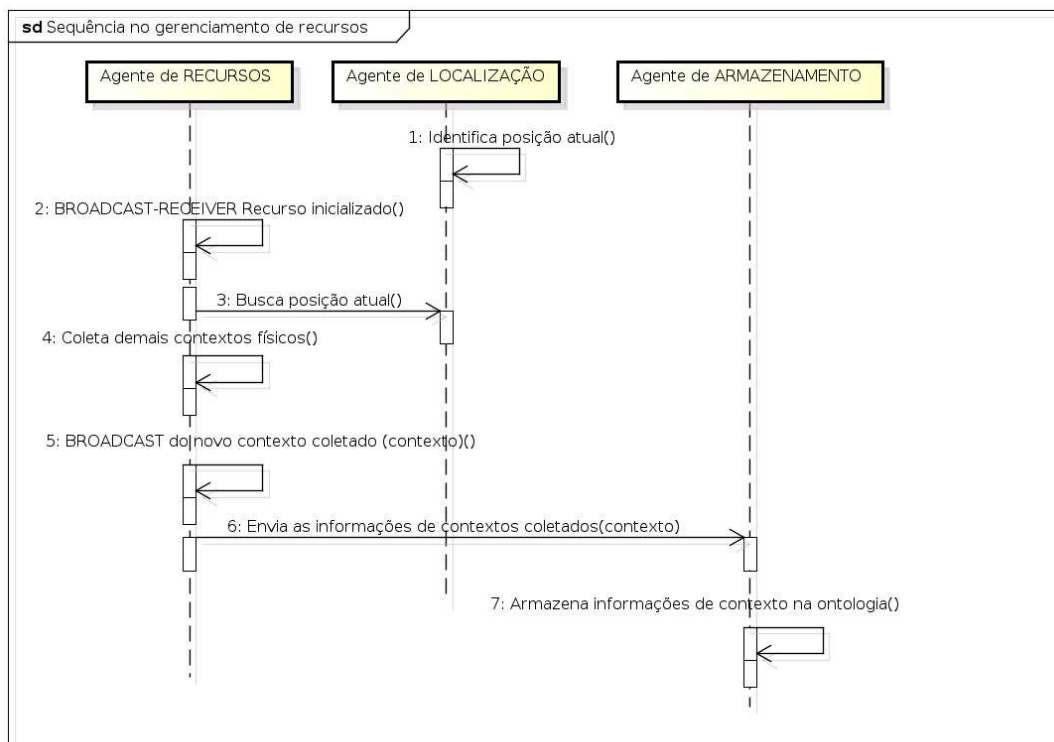 sd Sequência no gerenciamento de recursos
Agente de RECURSOS
Agente de LOCALIZAÇÃO
Agente de ARMAZENAMENTO
1: Identifica posição atual()
2: BROADCAST-RECEIVER Recurso inicializado()
3: Busca posição atual()
4: Coleta demais contextos físicos()
5: BROADCAST do novo contexto coletado (contexto)()
6: Envia as informações de contextos coletados(contexto)
7: Armazena informações de contexto na ontologia()